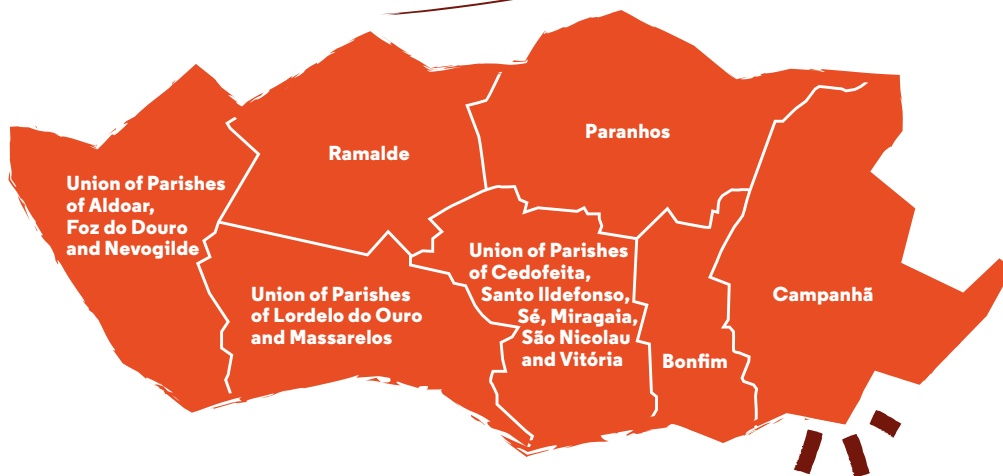 Paranhos
Ramalde
Union of Parishes
of Aldoar,
Foz do Douro
and Nevogilde
Union of Parishes
of Cedofeita,
Santo Ildefonso,
Sé, Miragaia,
São Nicolau
and Vitória
Union of Parishes
of Lordelo do Ouro
and Massarelos
Campanhã
Bonfim